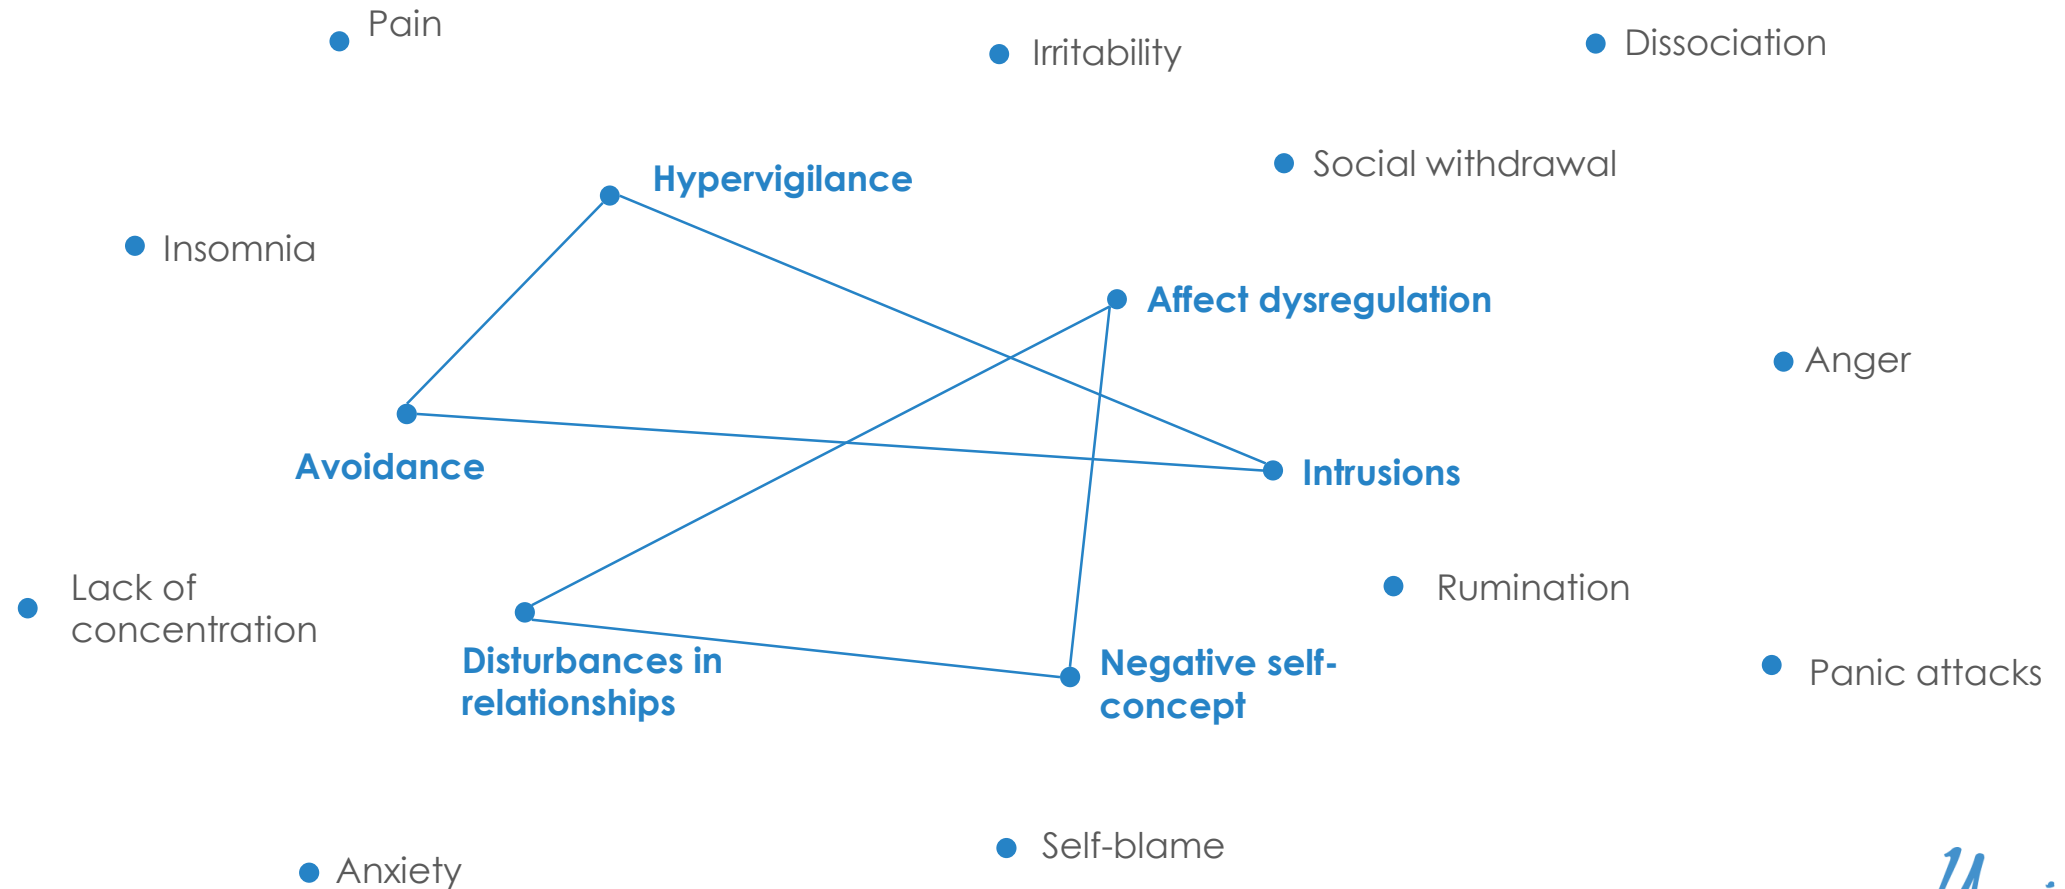 Pain
Irritability
Dissociation
Social withdrawal
Hypervigilance
Insomnia
Affect dysregulation
Anger
Avoidance
Intrusions
Lack of
concentration
Rumination
Disturbances in
relationships
Negative self-
concept
Panic attacks
Self-blame
Anxiety